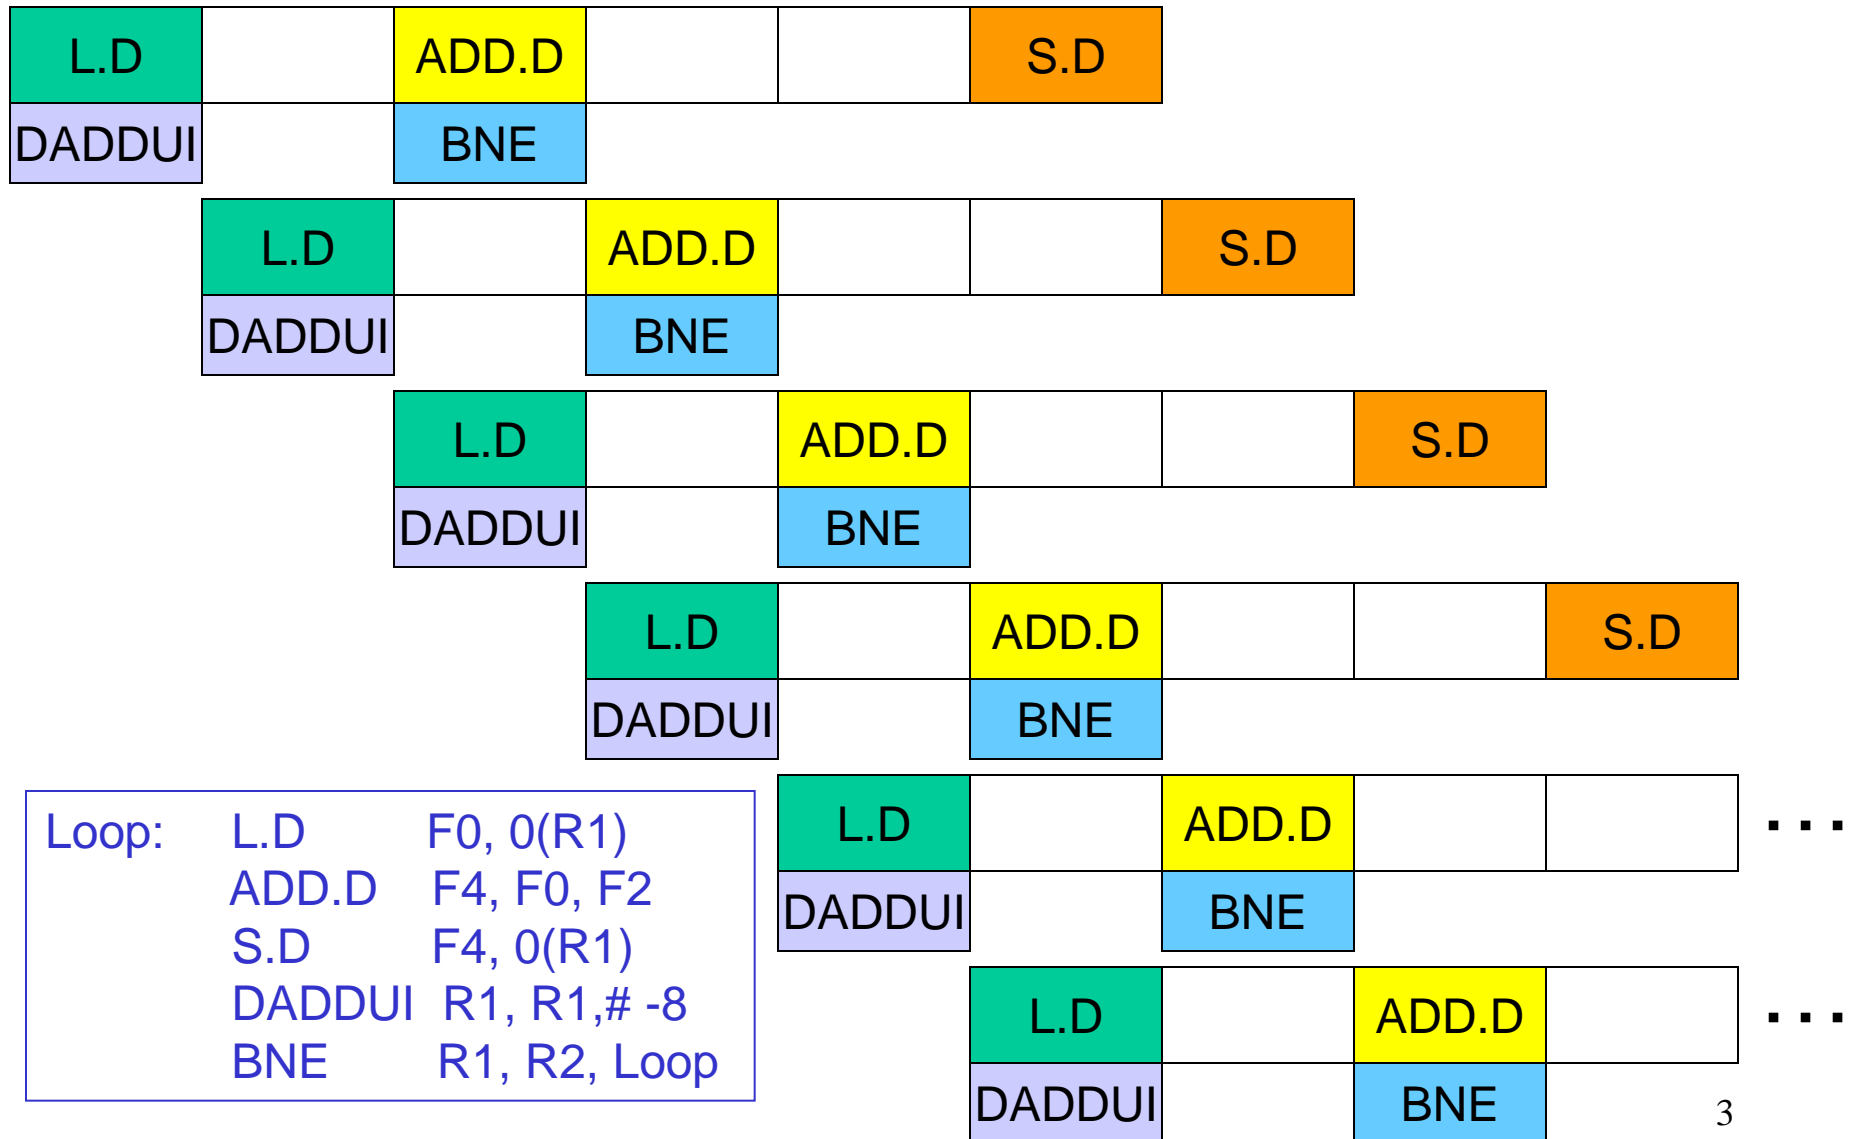 L.D ADD.D S.D
DADDUI BNE
L.D ADD.D S.D
DADDUI BNE
L.D ADD.D S.D
DADDUI BNE
L.D ADD.D S.D
DADDUI BNE
L.D ADD.D ...
DADDUI BNE
L.D ADD.D ...
DADDUI BNE
Loop: L.D F0, 0(R1)
ADD.D F4, F0, F2
S.D F4, 0(R1)
DADDUI R1, R1,# -8
BNE R1, R2, Loop
3